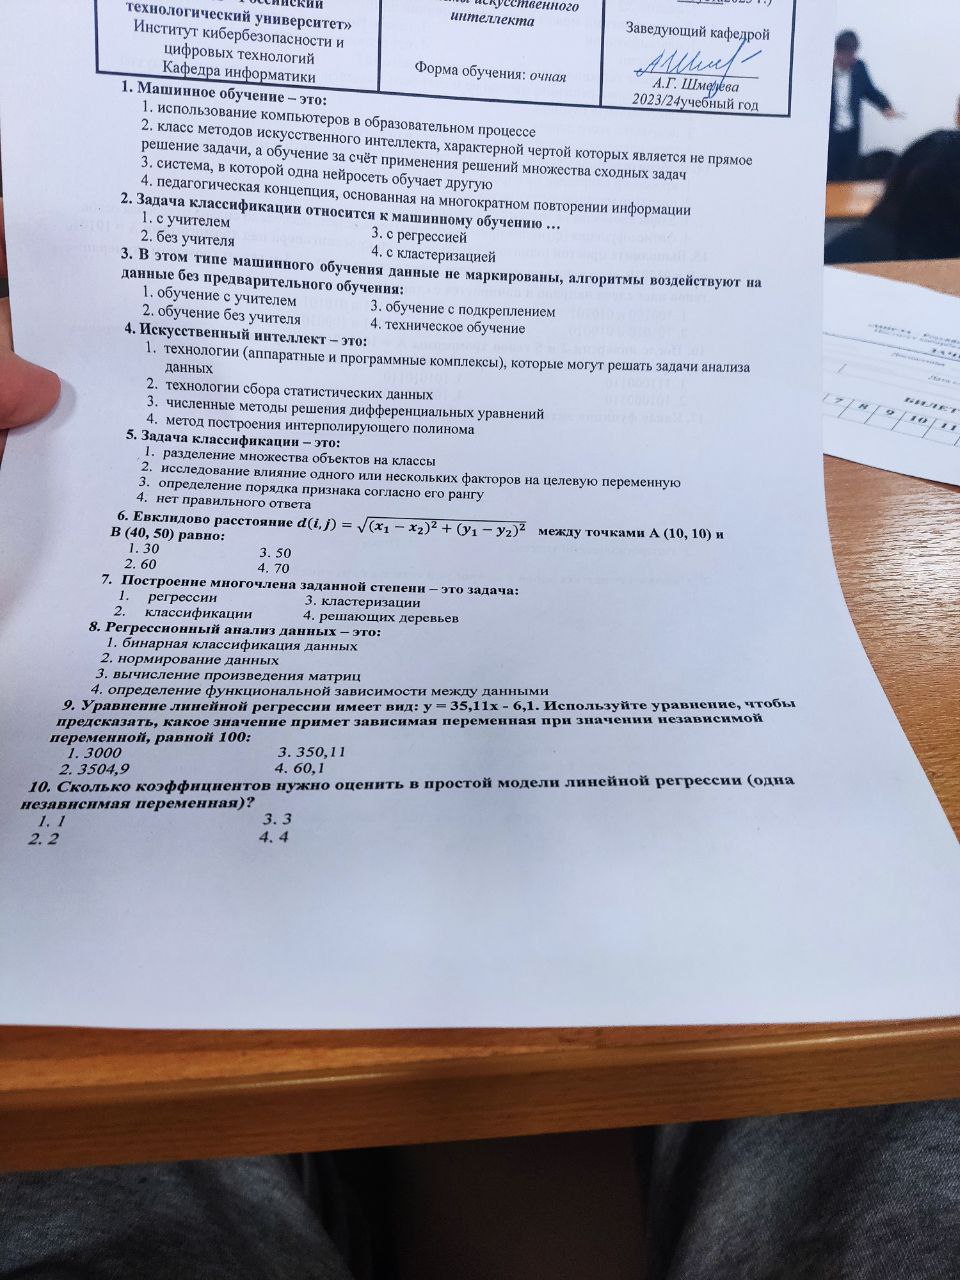 технологический университет»
Институт кибербезопасности и
цифровых технологий
Кафедра информатики
искусственного
интеллекта
Форма обучения: очная
Заведующий кафедрой
А.Г. Шмелева
2023/24учебный год
1. Машинное обучение – это:
1. использование компьютеров в образовательном процессе
2. класс методов искусственного интеллекта, характерной чертой которых является не прямое
решение задачи, а обучение за счёт применения решений множества сходных задач
3. система, в которой одна нейросеть обучает другую
4. педагогическая концепция, основанная на многократном повторении информации
2. Задача классификации относится к машинному обучению …
1. с учителем 3. с регрессией
2. без учителя 4. с кластеризацией
3. В этом типе машинного обучения данные не маркированы, алгоритмы воздействуют на
данные без предварительного обучения:
1. обучение с учителем 3. обучение с подкреплением
2. обучение без учителя 4. техническое обучение
4. Искусственный интеллект – это:
1. технологии (аппаратные и программные комплексы), которые могут решать задачи анализа
данных
2. технологии сбора статистических данных
3. численные методы решения дифференциальных уравнений
4. метод построения интерполирующего полинома
5. Задача классификации – это:
1. разделение множества объектов на классы
2. исследование влияние одного или нескольких факторов на целевую переменную
3. определение порядка признака согласно его рангу
4. нет правильного ответа
6. Евклидово расстояние d(i,j) = √(x₁ − x₂)² + (y₁ − y₂)² между точками A (10, 10) и
B (40, 50) равно:
1. 30 3. 50
2. 60 4. 70
7. Построение многочлена заданной степени – это задача:
1. регрессии 3. кластеризации
2. классификации 4. решающих деревьев
8. Регрессионный анализ данных – это:
1. бинарная классификация данных
2. нормирование данных
3. вычисление произведения матриц
4. определение функциональной зависимости между данными
9. Уравнение линейной регрессии имеет вид: y = 35,11x - 6,1. Используйте уравнение, чтобы
предсказать, какое значение примет зависимая переменная при значении независимой
переменной, равной 100:
1. 3000 3. 350,11
2. 3504,9 4. 60,1
10. Сколько коэффициентов нужно оценить в простой модели линейной регрессии (одна
независимая переменная)?
1. 1 3. 3
2. 2 4. 4
БИЛЕТ
7 8 9 10 11